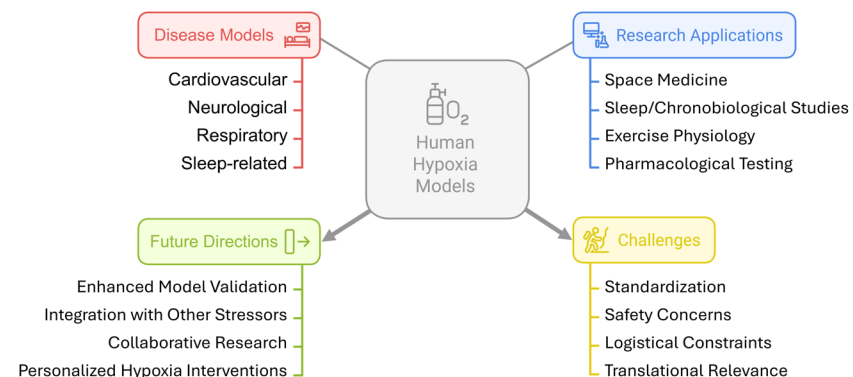 Disease Models
Cardiovascular
Neurological
Respiratory
Sleep-related
O2
Human
Hypoxia
Models
Research Applications
Space Medicine
Sleep/Chronobiological Studies
Exercise Physiology
Pharmacological Testing
Future Directions
Enhanced Model Validation
Integration with Other Stressors
Collaborative Research
Personalized Hypoxia Interventions
Challenges
Standardization
Safety Concerns
Logistical Constraints
Translational Relevance